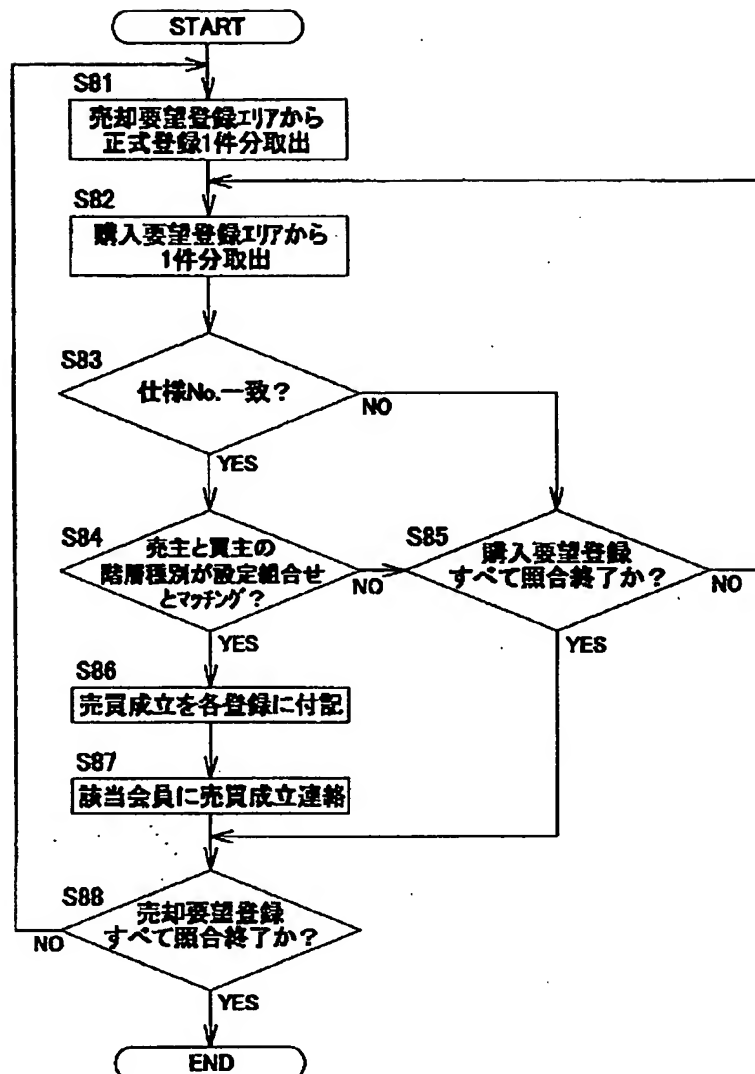 START
S81
売却要望登録エリアから
正式登録1件分取出
S82
購入要望登録エリアから
1件分取出
S83
仕様No.一致?
NO
YES
S84
売主と買主の
階層種別が設定組合せ
とマッチング?
NO
YES
S85
購入要望登録
すべて照合終了か?
NO
YES
S86
売買成立を各登録に付記
S87
該当会員に売買成立連絡
S88
売却要望登録
すべて照合終了か?
NO
YES
END